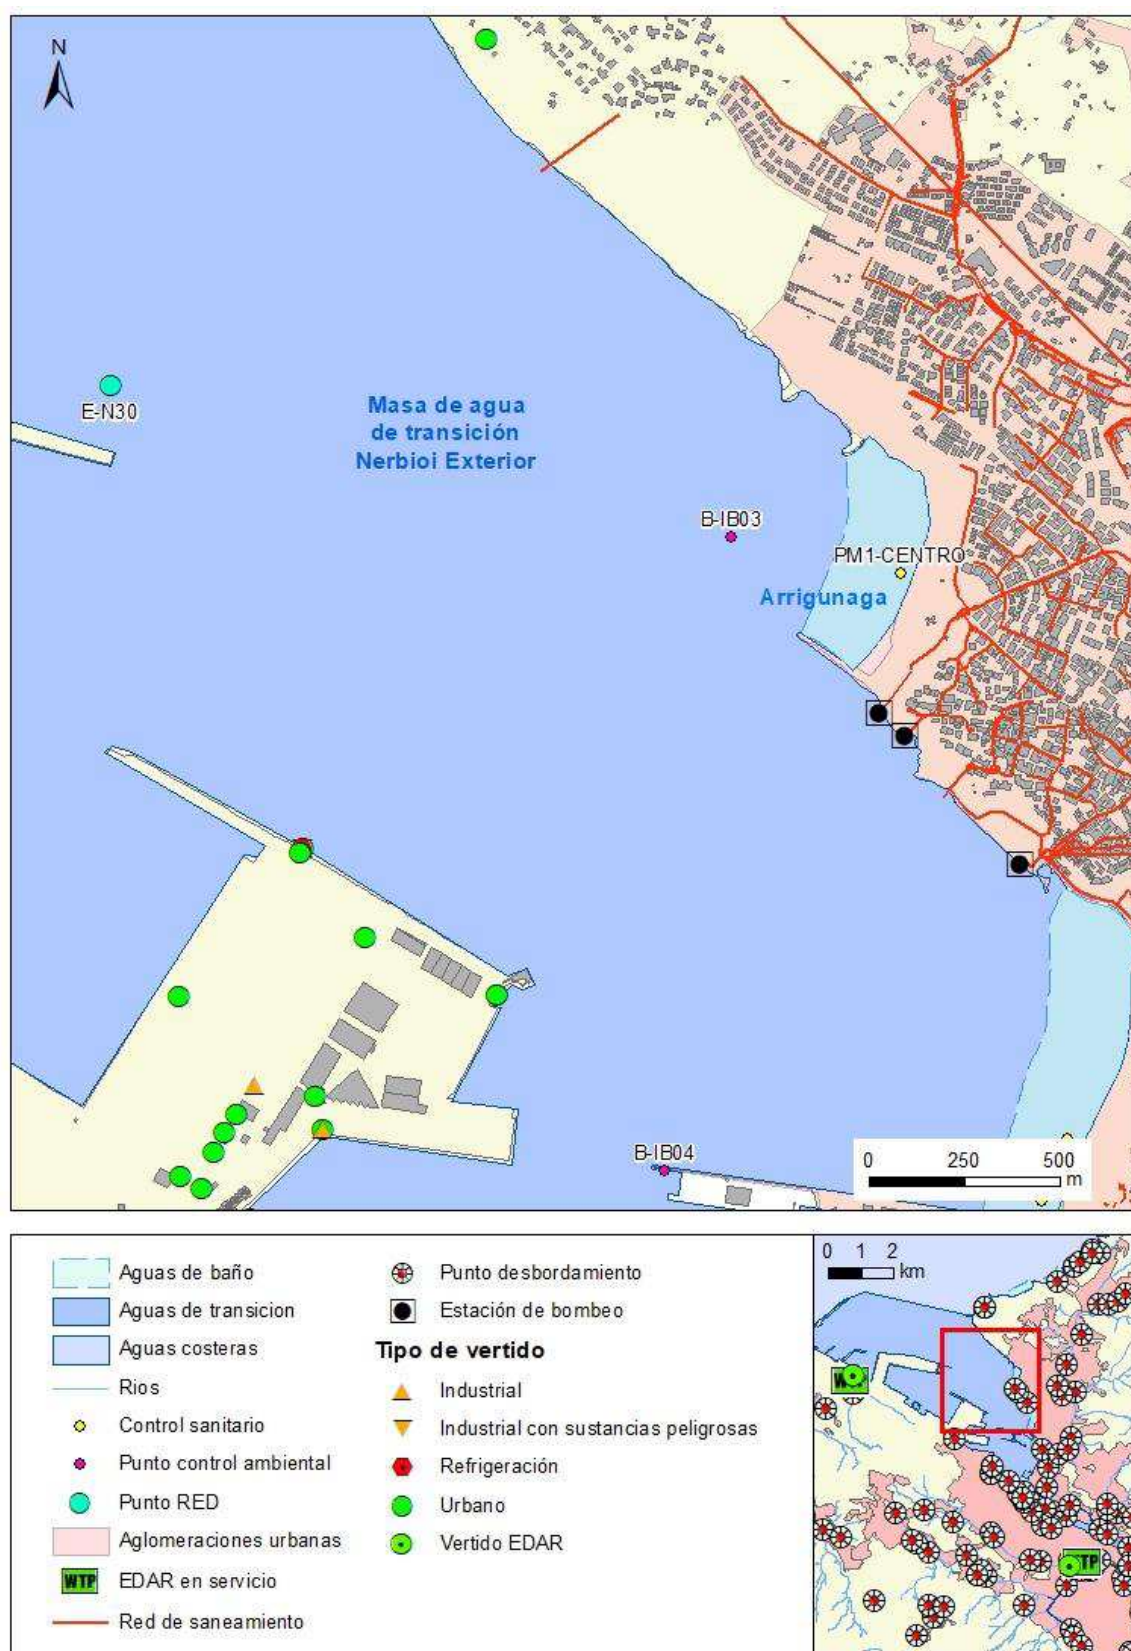 N
E-N30
Masa de agua
de transición
Nerbioi Exterior
B-IB03
PM1-CENTRO
Arrigunaga
B-IB04
0 250 500
m
Aguas de baño
Aguas de transicion
Aguas costeras
Rios
Control sanitario
Punto control ambiental
Punto RED
Aglomeraciones urbanas
WTP EDAR en servicio
Red de saneamiento
Punto desbordamiento
Estación de bombeo
Tipo de vertido
Industrial
Industrial con sustancias peligrosas
Refrigeración
Urbano
Vertido EDAR
0 1 2
km